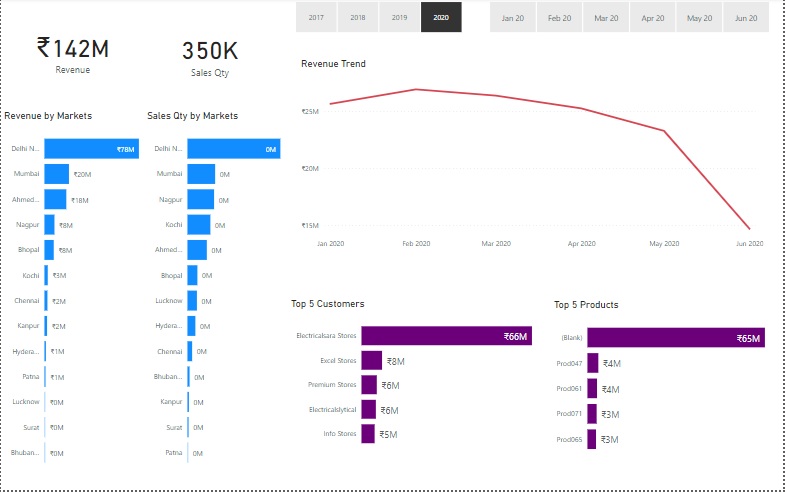 2017 2018 2019 2020 Jan 20 Feb 20 Mar 20 Apr 20 May 20 Jun 20
₹142M
Revenue
350K
Sales Qty
Revenue Trend
₹25M
₹20M
₹15M
Jan 2020 Feb 2020 Mar 2020 Apr 2020 May 2020 Jun 2020
Revenue by Markets
Delhi N... ₹78M
Mumbai ₹20M
Ahmed... ₹18M
Nagpur ₹8M
Bhopal ₹8M
Kochi ₹3M
Chennai ₹2M
Kanpur ₹2M
Hydera... ₹1M
Patna ₹1M
Lucknow ₹0M
Surat ₹0M
Bhuban... ₹0M
Sales Qty by Markets
Delhi N... 0M
Mumbai 0M
Nagpur 0M
Kochi 0M
Ahmed... 0M
Bhopal 0M
Lucknow 0M
Hydera... 0M
Chennai 0M
Bhuban... 0M
Kanpur 0M
Surat 0M
Patna 0M
Top 5 Customers
Electricalsara Stores ₹66M
Excel Stores ₹8M
Premium Stores ₹6M
Electricalslytical ₹6M
Info Stores ₹5M
Top 5 Products
(Blank) ₹65M
Prod047 ₹4M
Prod061 ₹4M
Prod071 ₹3M
Prod065 ₹3M